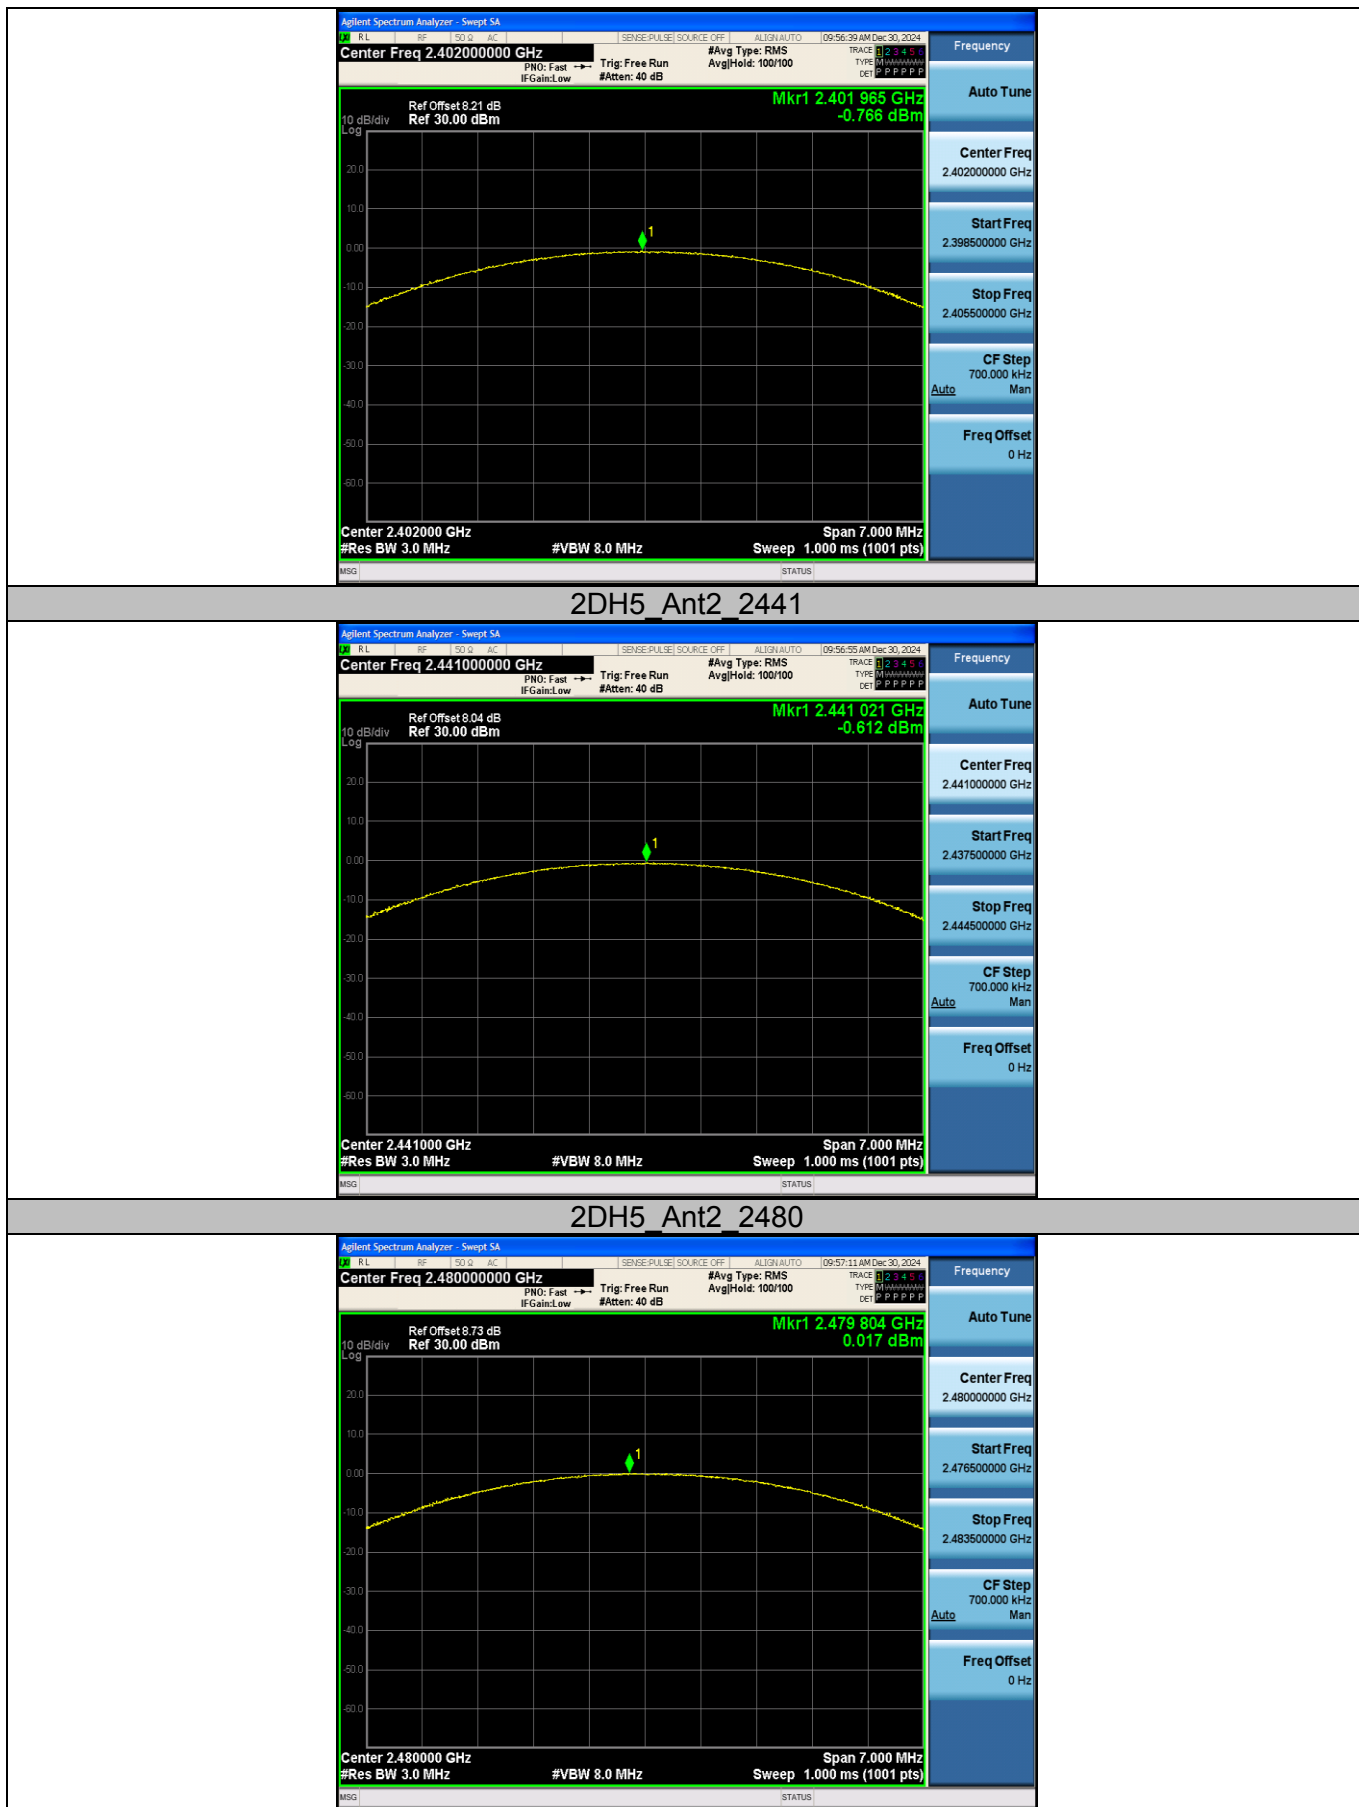 Agilent Spectrum Analyzer - Swept SA
LXI RL RF 50 Ω AC SENSE:PULSE SOURCE OFF ALIGN AUTO 09:56:39 AM Dec 30, 2024
Center Freq 2.402000000 GHz #Avg Type: RMS TRACE 1 2 3 4 5 6
PNO: Fast Trig: Free Run Avg|Hold: 100/100 TYPE M WWWWW
IFGain:Low #Atten: 40 dB DET P P P P P P
Ref Offset 8.21 dB Mkr1 2.401 965 GHz
10 dB/div Ref 30.00 dBm -0.766 dBm
Log
20.0
10.0
1
0.00
-10.0
-20.0
-30.0
-40.0
-50.0
-60.0
Center 2.402000 GHz Span 7.000 MHz
#Res BW 3.0 MHz #VBW 8.0 MHz Sweep 1.000 ms (1001 pts)
MSG STATUS
Frequency
Auto Tune
Center Freq
2.402000000 GHz
Start Freq
2.398500000 GHz
Stop Freq
2.405500000 GHz
CF Step
700.000 kHz
Auto Man
Freq Offset
0 Hz
2DH5_Ant2_2441
Agilent Spectrum Analyzer - Swept SA
LXI RL RF 50 Ω AC SENSE:PULSE SOURCE OFF ALIGN AUTO 09:56:55 AM Dec 30, 2024
Center Freq 2.441000000 GHz #Avg Type: RMS TRACE 1 2 3 4 5 6
PNO: Fast Trig: Free Run Avg|Hold: 100/100 TYPE M WWWWW
IFGain:Low #Atten: 40 dB DET P P P P P P
Ref Offset 8.04 dB Mkr1 2.441 021 GHz
10 dB/div Ref 30.00 dBm -0.612 dBm
Log
20.0
10.0
1
0.00
-10.0
-20.0
-30.0
-40.0
-50.0
-60.0
Center 2.441000 GHz Span 7.000 MHz
#Res BW 3.0 MHz #VBW 8.0 MHz Sweep 1.000 ms (1001 pts)
MSG STATUS
Frequency
Auto Tune
Center Freq
2.441000000 GHz
Start Freq
2.437500000 GHz
Stop Freq
2.444500000 GHz
CF Step
700.000 kHz
Auto Man
Freq Offset
0 Hz
2DH5_Ant2_2480
Agilent Spectrum Analyzer - Swept SA
LXI RL RF 50 Ω AC SENSE:PULSE SOURCE OFF ALIGN AUTO 09:57:11 AM Dec 30, 2024
Center Freq 2.480000000 GHz #Avg Type: RMS TRACE 1 2 3 4 5 6
PNO: Fast Trig: Free Run Avg|Hold: 100/100 TYPE M WWWWW
IFGain:Low #Atten: 40 dB DET P P P P P P
Ref Offset 8.73 dB Mkr1 2.479 804 GHz
10 dB/div Ref 30.00 dBm 0.017 dBm
Log
20.0
10.0
1
0.00
-10.0
-20.0
-30.0
-40.0
-50.0
-60.0
Center 2.480000 GHz Span 7.000 MHz
#Res BW 3.0 MHz #VBW 8.0 MHz Sweep 1.000 ms (1001 pts)
MSG STATUS
Frequency
Auto Tune
Center Freq
2.480000000 GHz
Start Freq
2.476500000 GHz
Stop Freq
2.483500000 GHz
CF Step
700.000 kHz
Auto Man
Freq Offset
0 Hz